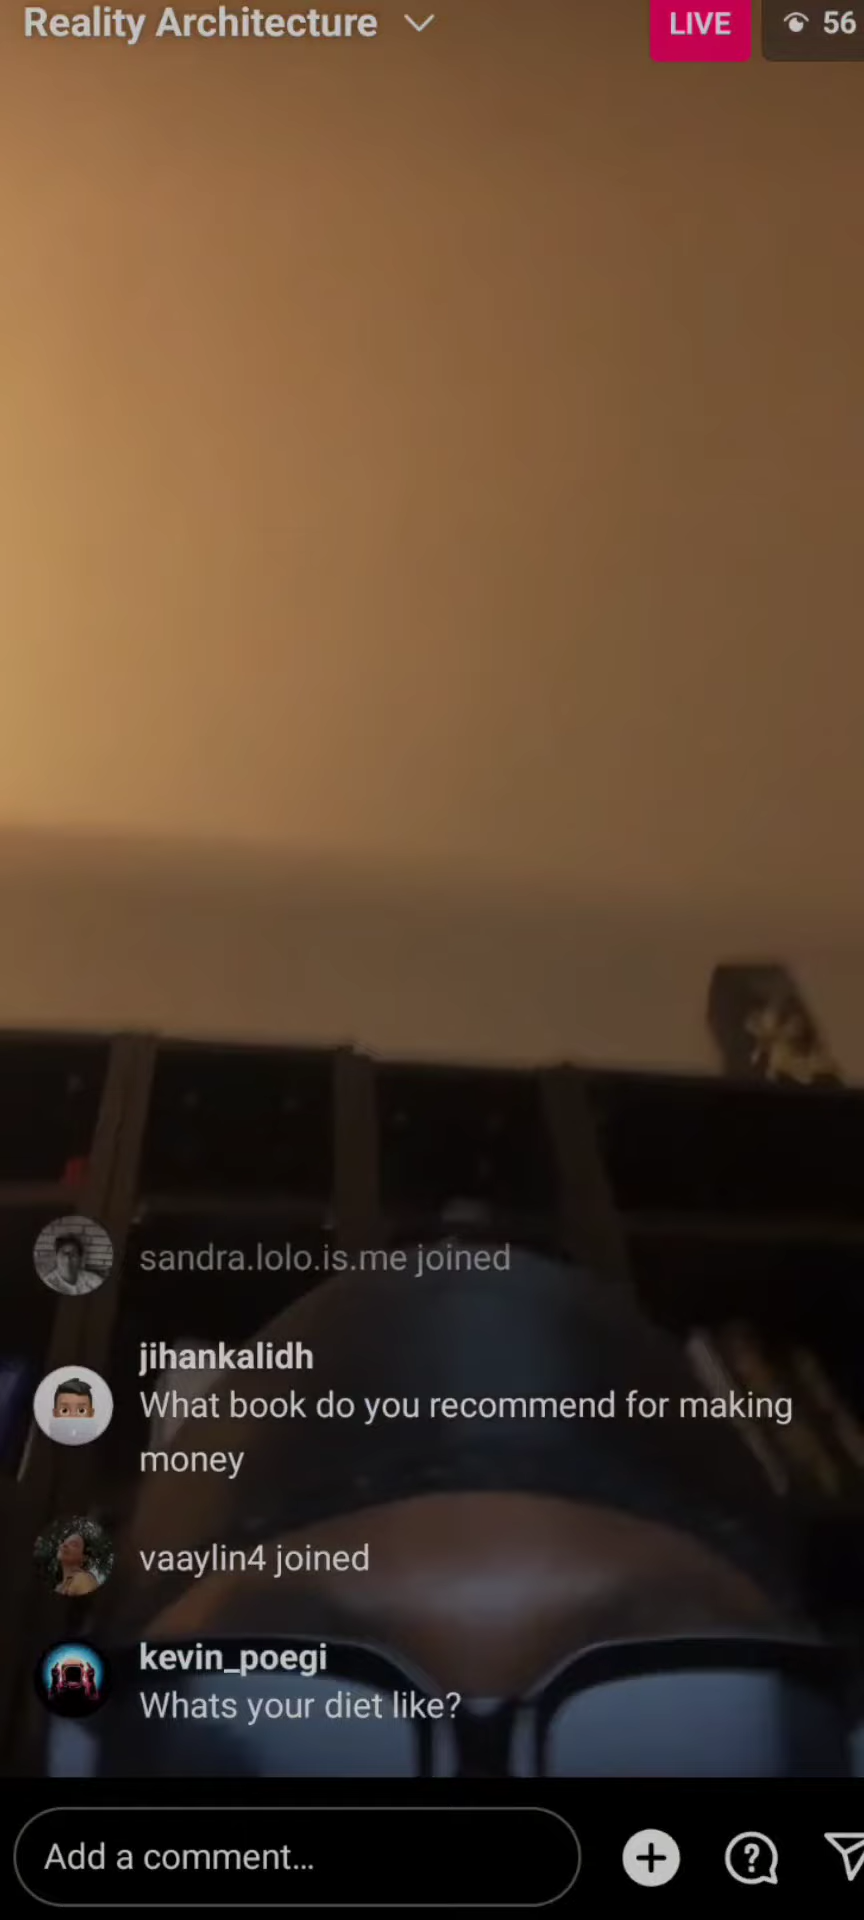 Reality Architecture
LIVE
56
sandra.lolo.is.me joined
jihankalidh
What book do you recommend for making
money
vaaylin4 joined
kevin_poegi
Whats your diet like?
Add a comment...